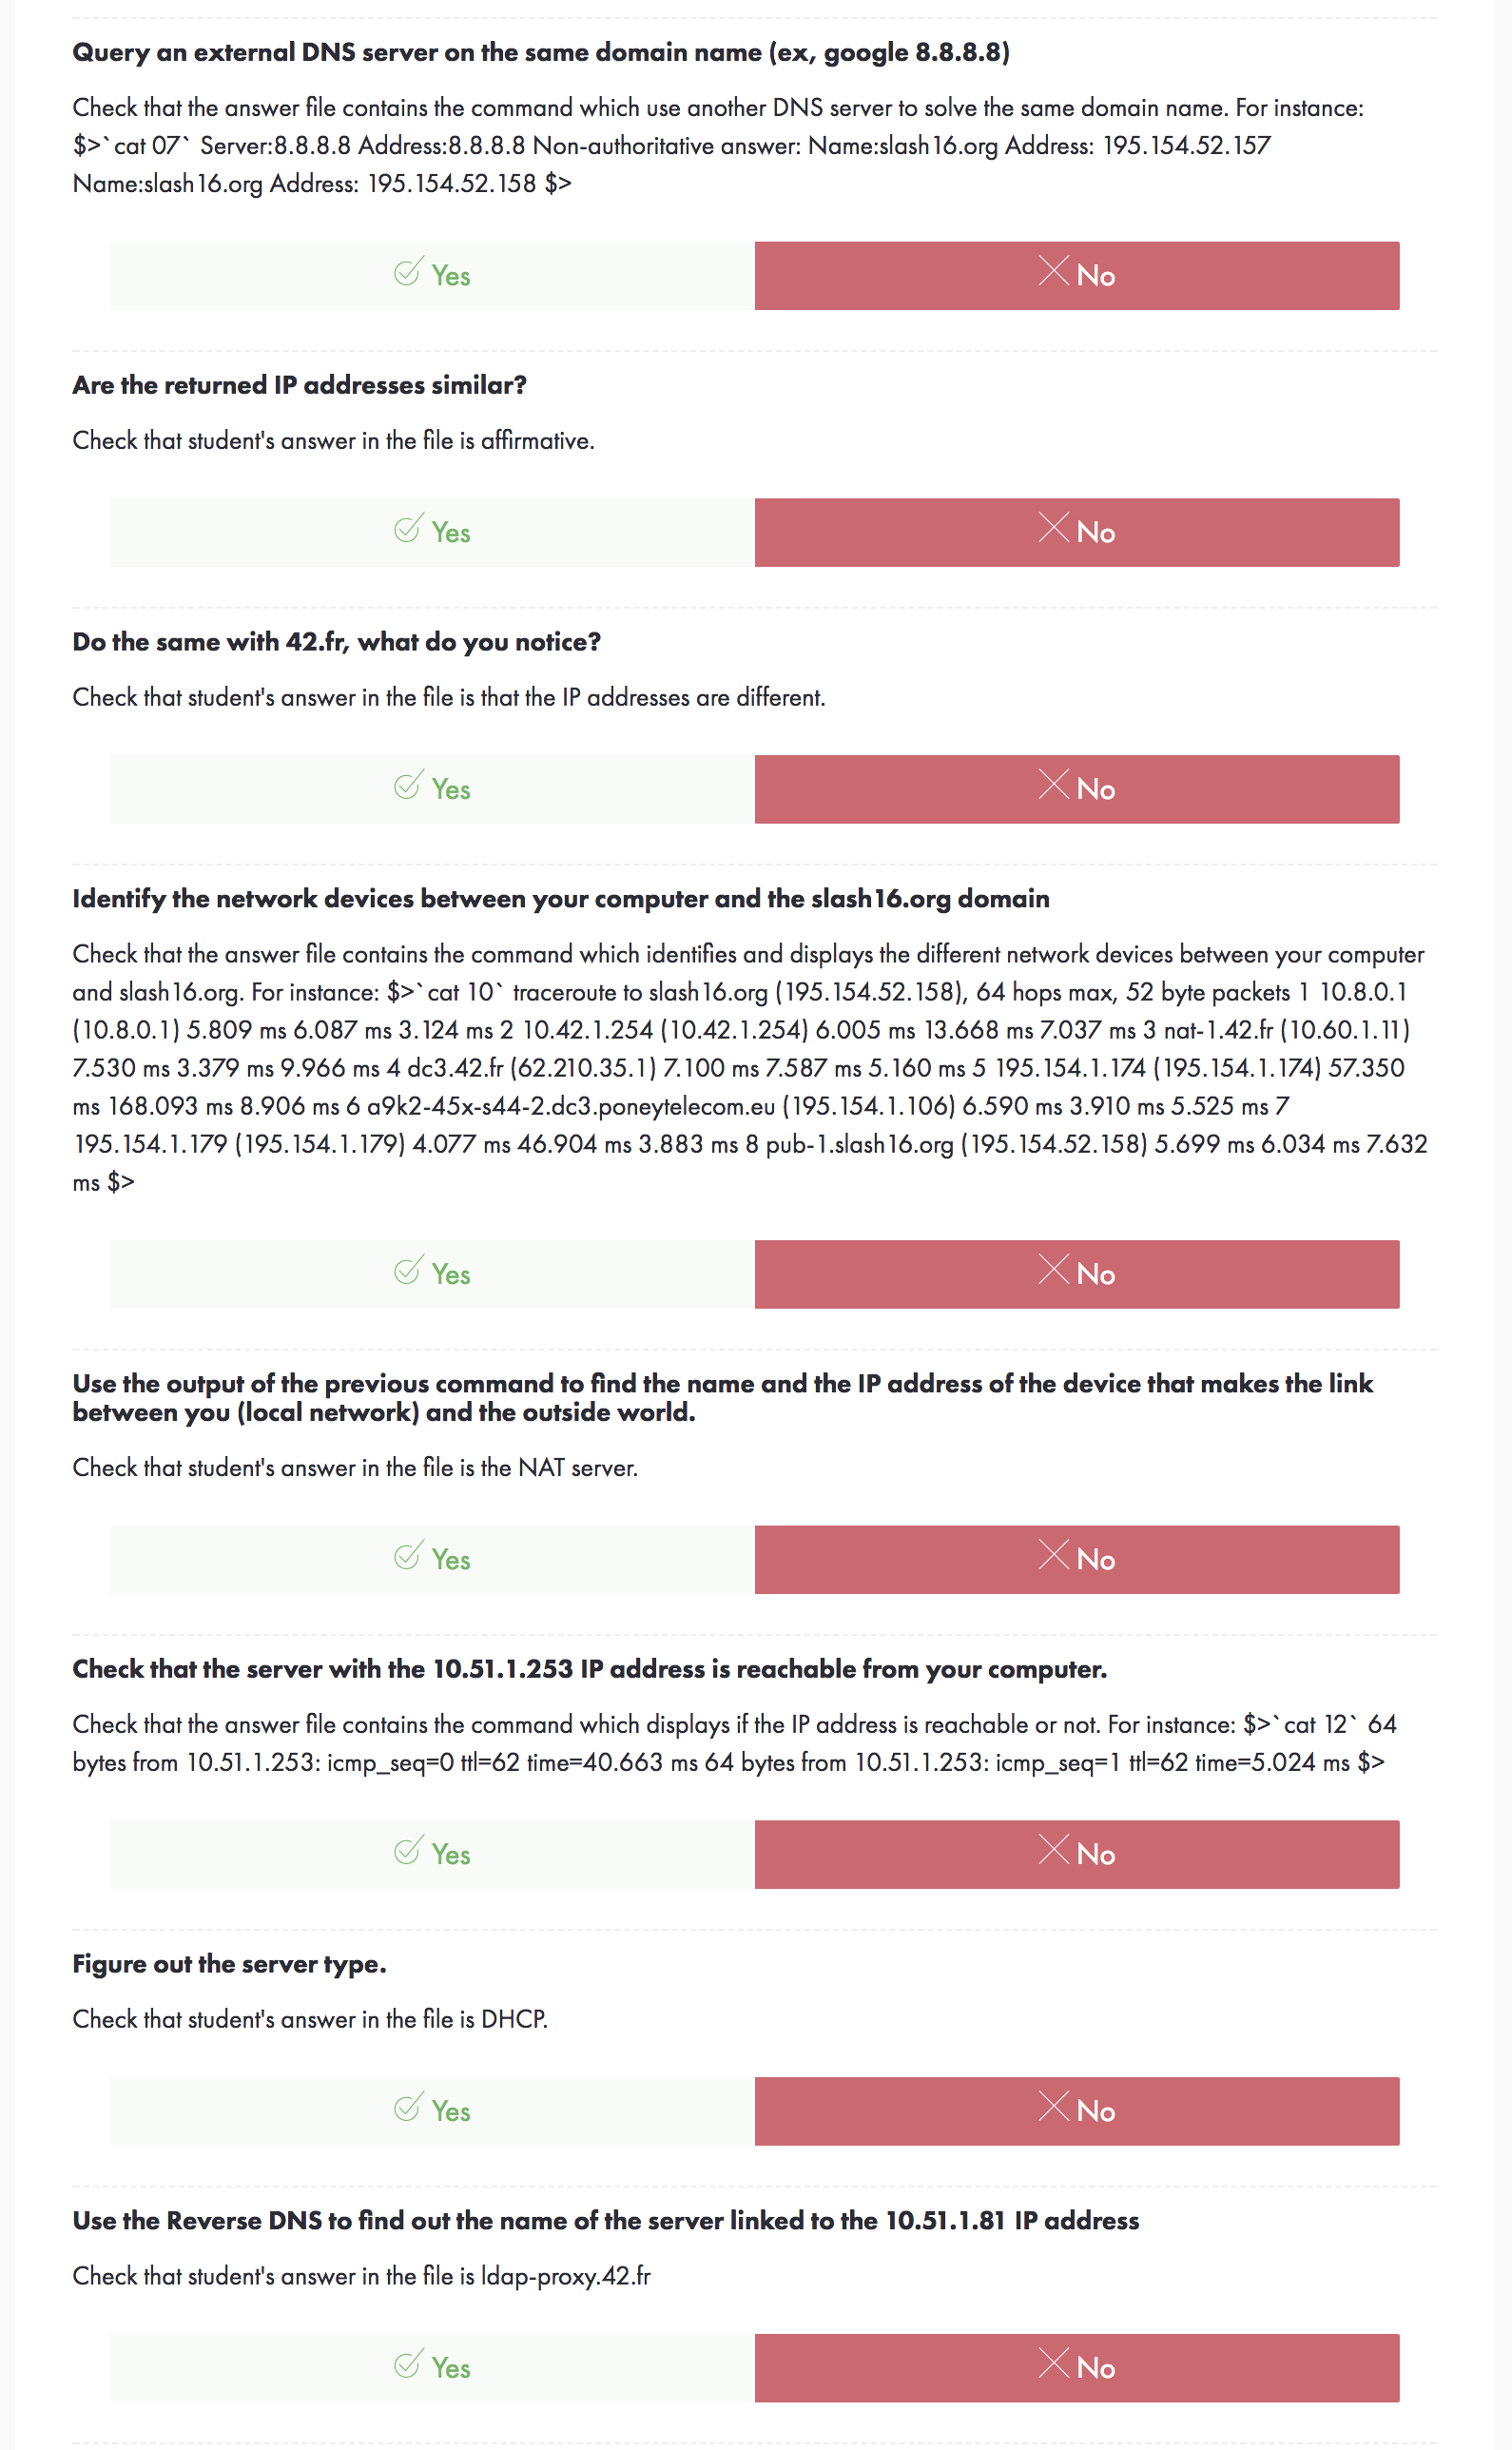 Query an external DNS server on the same domain name (ex, google 8.8.8.8)
Check that the answer file contains the command which use another DNS server to solve the same domain name. For instance:
$>`cat 07` Server:8.8.8.8 Address:8.8.8.8 Non-authoritative answer: Name:slash16.org Address: 195.154.52.157
Name:slash16.org Address: 195.154.52.158 $>
Yes
No
Are the returned IP addresses similar?
Check that student's answer in the file is affirmative.
Yes
No
Do the same with 42.fr, what do you notice?
Check that student's answer in the file is that the IP addresses are different.
Yes
No
Identify the network devices between your computer and the slash16.org domain
Check that the answer file contains the command which identifies and displays the different network devices between your computer
and slash16.org. For instance: $>`cat 10` traceroute to slash16.org (195.154.52.158), 64 hops max, 52 byte packets 1 10.8.0.1
(10.8.0.1) 5.809 ms 6.087 ms 3.124 ms 2 10.42.1.254 (10.42.1.254) 6.005 ms 13.668 ms 7.037 ms 3 nat-1.42.fr (10.60.1.11)
7.530 ms 3.379 ms 9.966 ms 4 dc3.42.fr (62.210.35.1) 7.100 ms 7.587 ms 5.160 ms 5 195.154.1.174 (195.154.1.174) 57.350
ms 168.093 ms 8.906 ms 6 a9k2-45x-s44-2.dc3.poneytelecom.eu (195.154.1.106) 6.590 ms 3.910 ms 5.525 ms 7
195.154.1.179 (195.154.1.179) 4.077 ms 46.904 ms 3.883 ms 8 pub-1.slash16.org (195.154.52.158) 5.699 ms 6.034 ms 7.632
ms $>
Yes
No
Use the output of the previous command to find the name and the IP address of the device that makes the link
between you (local network) and the outside world.
Check that student's answer in the file is the NAT server.
Yes
No
Check that the server with the 10.51.1.253 IP address is reachable from your computer.
Check that the answer file contains the command which displays if the IP address is reachable or not. For instance: $>`cat 12` 64
bytes from 10.51.1.253: icmp_seq=0 ttl=62 time=40.663 ms 64 bytes from 10.51.1.253: icmp_seq=1 ttl=62 time=5.024 ms $>
Yes
No
Figure out the server type.
Check that student's answer in the file is DHCP.
Yes
No
Use the Reverse DNS to find out the name of the server linked to the 10.51.1.81 IP address
Check that student's answer in the file is ldap-proxy.42.fr
Yes
No